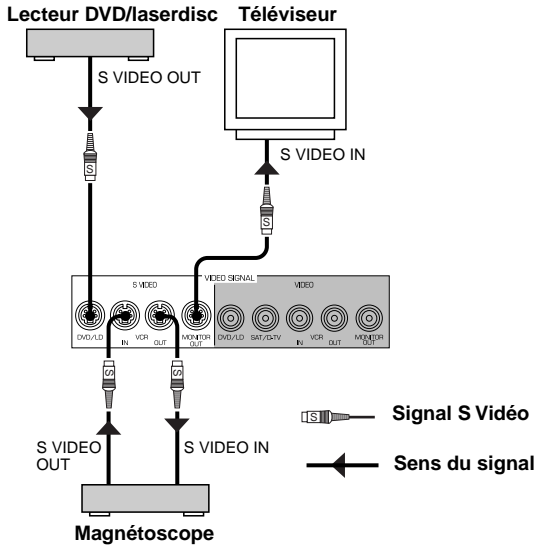 Lecteur DVD/laserdisc
Téléviseur
S VIDEO OUT
S VIDEO IN
S
S
VIDEO SIGNAL
S VIDEO
VIDEO
DVD/LD
IN
VCR
OUT
MONITOR
OUT
DVD/LD
SAT/D-TV
IN
VCR
OUT
MONITOR
OUT
S
S
S VIDEO
OUT
S VIDEO IN
Magnétoscope
S
Signal S Vidéo
Sens du signal